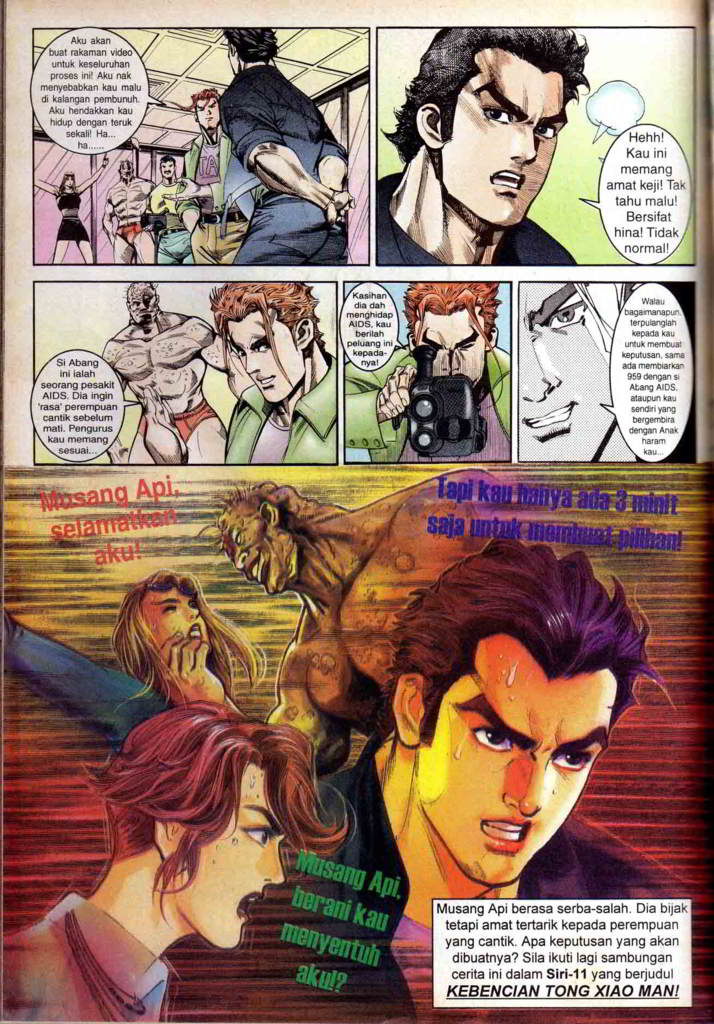 Aku akan
buat rakaman video
untuk keseluruhan
proses ini! Aku nak
menyebabkan kau malu
di kalangan pembunuh.
Aku hendakkan kau
hidup dengan teruk
sekali! Ha...
ha......
Hehh!
Kau ini
memang
amat keji! Tak
tahu malu!
Bersifat
hina! Tidak
normal!
Si Abang
ini ialah
seorang pesakit
AIDS. Dia ingin
'rasa' perempuan
cantik sebelum
mati. Pengurus
kau memang
sesuai...
Kasihan
dia dah
menghidap
AIDS, kau
berilah
peluang ini
kepada-
nya!
Walau
bagaimanapun,
terpulanglah
kepada kau
untuk membuat
keputusan, sama
ada membiarkan
959 dengan si
Abang AIDS,
ataupun kau
sendiri yang
bergembira
dengan Anak
haram
kau...
Musang Api,
selamatkan
aku!
Tapi kau hanya ada 3 minit
saja untuk membuat pilihan!
Musang Api,
berani kau
menyentuh
aku!?
Musang Api berasa serba-salah. Dia bijak
tetapi amat tertarik kepada perempuan
yang cantik. Apa keputusan yang akan
dibuatnya? Sila ikuti lagi sambungan
cerita ini dalam Siri-11 yang berjudul
KEBENCIAN TONG XIAO MAN!